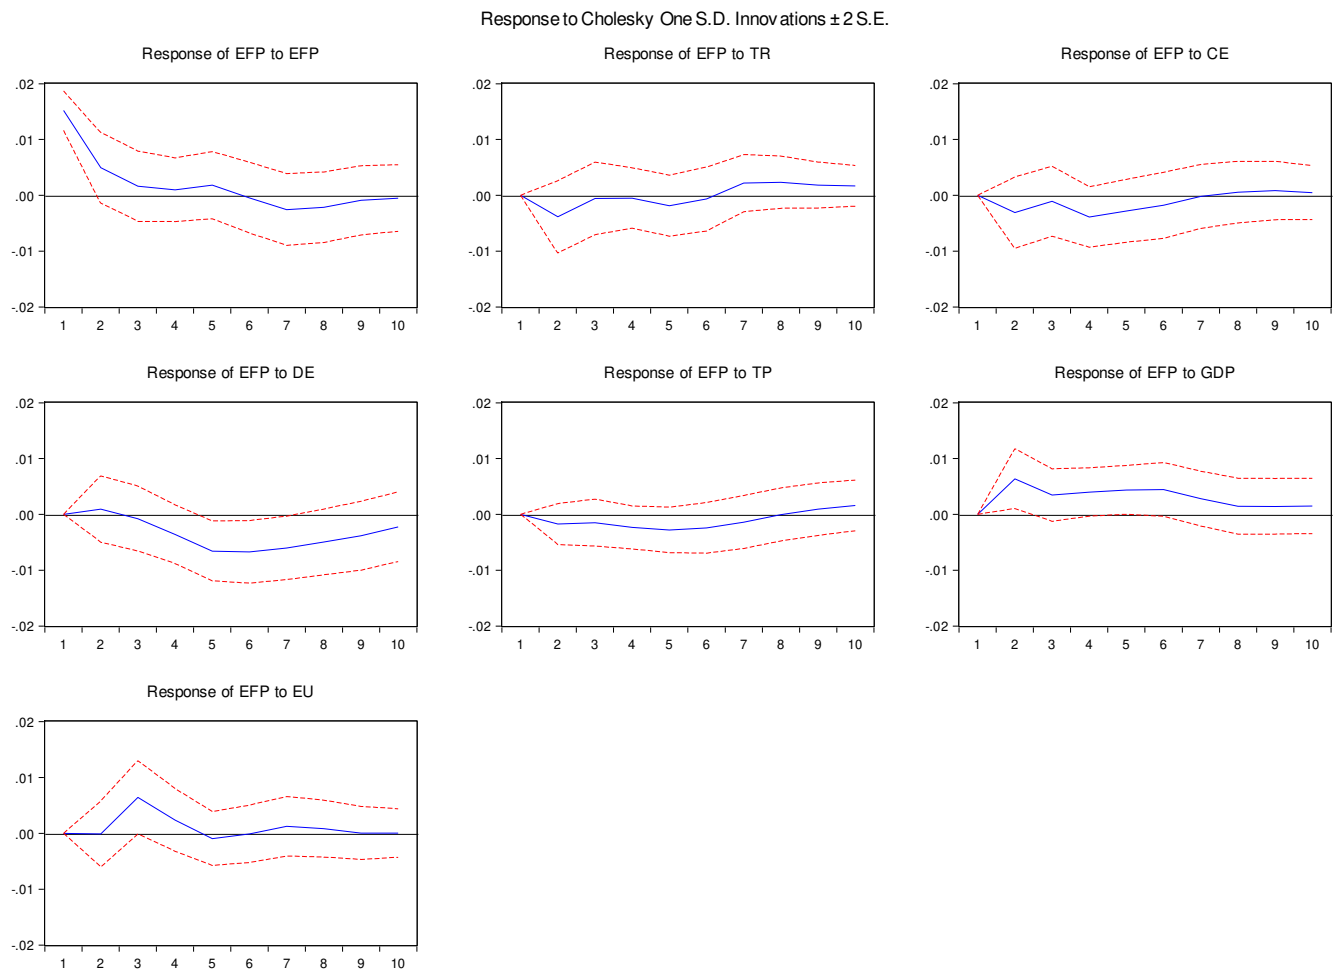 Response to Cholesky One S.D. Innovations ± 2 S.E.
Response of EFP to EFP
.02
.01
.00
-.01
-.02
1 2 3 4 5 6 7 8 9 10
Response of EFP to TR
.02
.01
.00
-.01
-.02
1 2 3 4 5 6 7 8 9 10
Response of EFP to CE
.02
.01
.00
-.01
-.02
1 2 3 4 5 6 7 8 9 10
Response of EFP to DE
.02
.01
.00
-.01
-.02
1 2 3 4 5 6 7 8 9 10
Response of EFP to TP
.02
.01
.00
-.01
-.02
1 2 3 4 5 6 7 8 9 10
Response of EFP to GDP
.02
.01
.00
-.01
-.02
1 2 3 4 5 6 7 8 9 10
Response of EFP to EU
.02
.01
.00
-.01
-.02
1 2 3 4 5 6 7 8 9 10